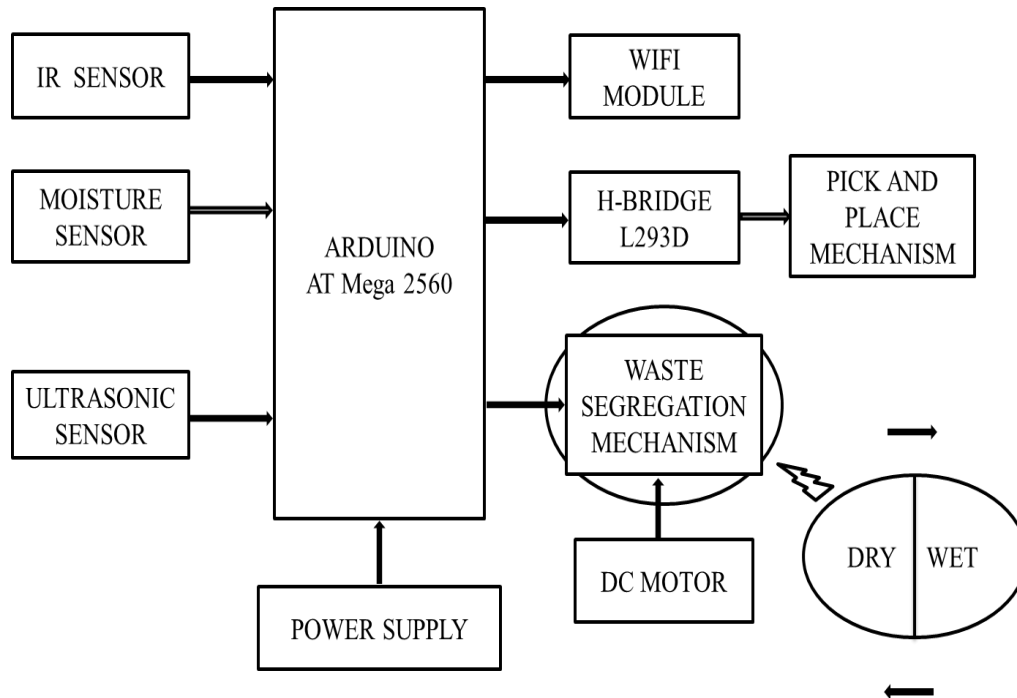 IR SENSOR
WIFI
MODULE
MOISTURE
SENSOR
H-BRIDGE
L293D
PICK AND
PLACE
MECHANISM
ARDUINO
AT Mega 2560
ULTRASONIC
SENSOR
WASTE
SEGREGATION
MECHANISM
DC MOTOR
DRY
WET
POWER SUPPLY